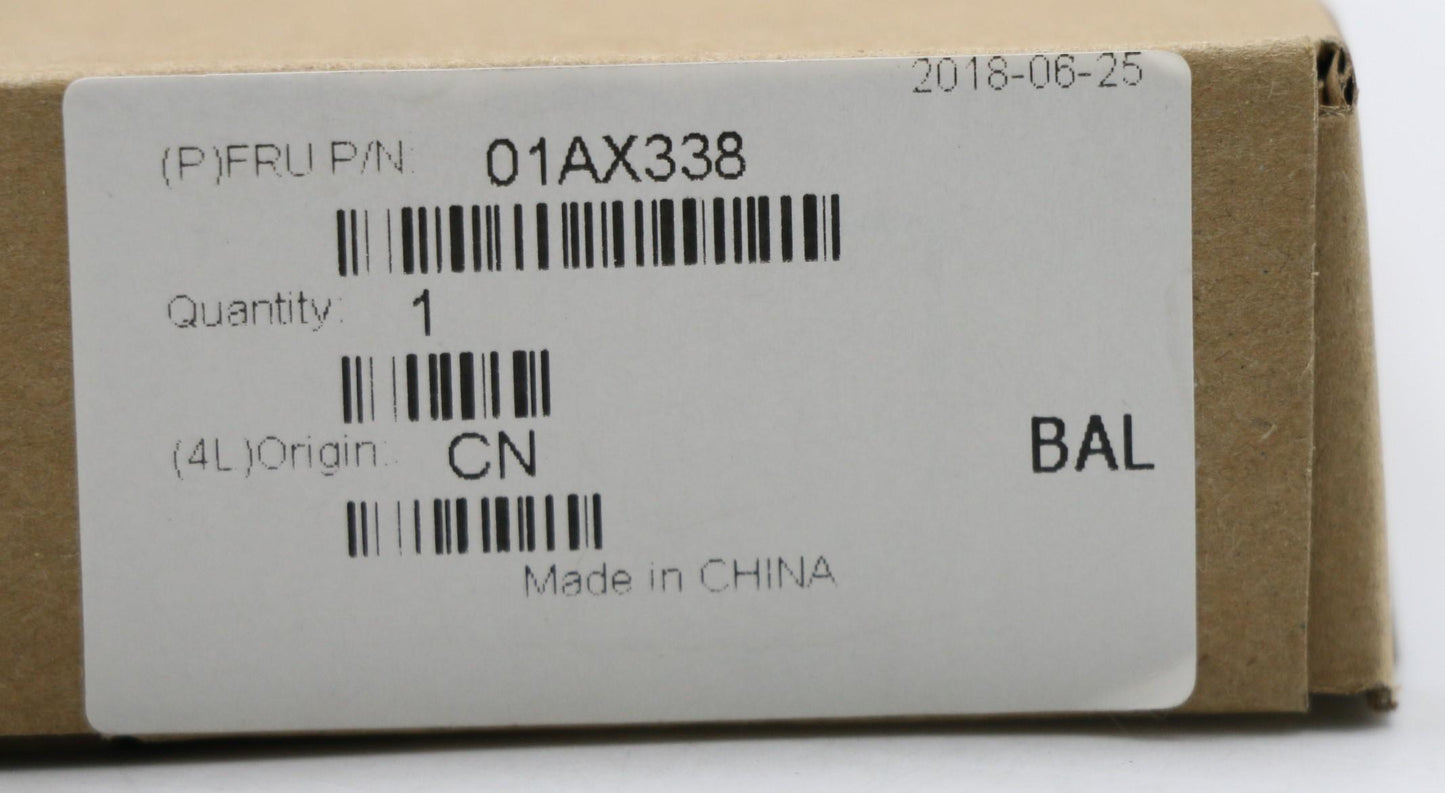 2018-06-25
(P)FRU P/N: 01AX338
Quantity: 1
(4L)Origin: CN
BAL
Made in CHINA